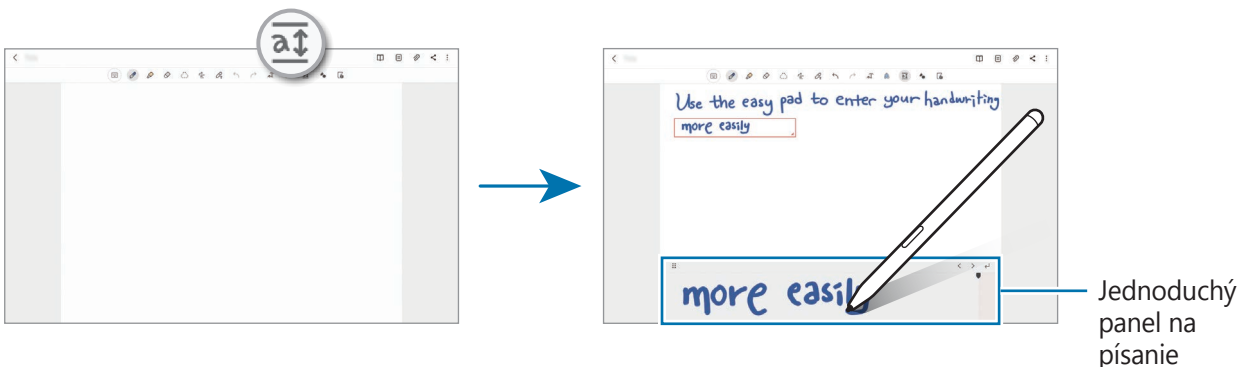 a
Use the easy pad to enter your handwriting
more easily
more easily
Jednoduchý
panel na
písanie